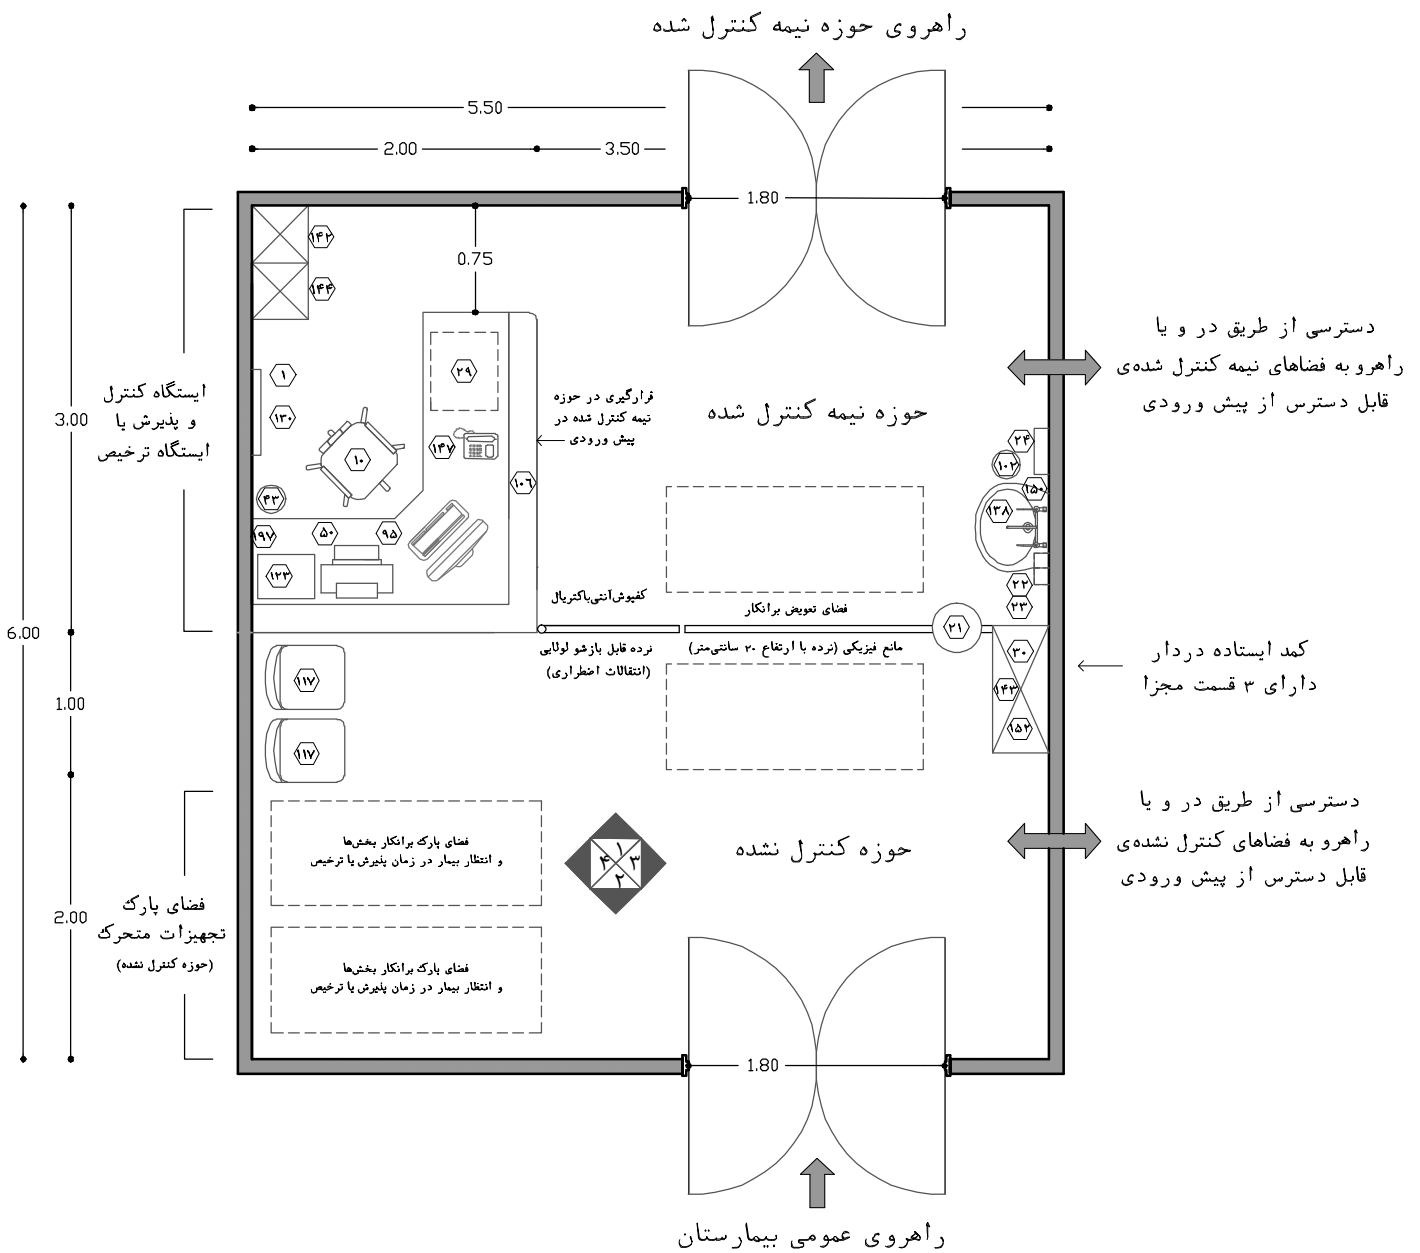 راهروی حوزه نیمه کنترل شده
5.50
2.00
3.50
1.80
0.75
۱۴۲
۱۴۴
۱
۱۳۰
۲۹
۱۴۷
۱۰
۴۳
۱۹۷
۵۰
۹۵
۱۲۳
۱۰۶
ایستگاه کنترل
و پذیرش یا
ایستگاه ترخیص
3.00
6.00
1.00
2.00
قرارگیری در حوزه
نیمه کنترل شده در
پیش ورودی
حوزه نیمه کنترل شده
دسترسی از طریق در و یا
راهرو به فضاهای نیمه کنترل شده‌ی
قابل دسترس از پیش ورودی
۲۴
۱۰۲
۱۵۰
۱۳۸
۲۲
۲۳
کفپوش آنتی‌باکتریال
فضای تعویض برانکار
۲۱
نرده قابل بازشو لولایی
(انتقالات اضطراری)
مانع فیزیکی (نرده با ارتفاع ۲۰ سانتی‌متر)
۳۰
۱۴۳
۱۵۲
کمد ایستاده دردار
دارای ۳ قسمت مجزا
۱۱۷
۱۱۷
فضای پارک برانکار بخش‌ها
و انتظار بیمار در زمان پذیرش یا ترخیص
۱
۴ ۳
۲
حوزه کنترل نشده
دسترسی از طریق در و یا
راهرو به فضاهای کنترل نشده‌ی
قابل دسترس از پیش ورودی
فضای پارک
تجهیزات متحرک
(حوزه کنترل نشده)
فضای پارک برانکار بخش‌ها
و انتظار بیمار در زمان پذیرش یا ترخیص
1.80
راهروی عمومی بیمارستان